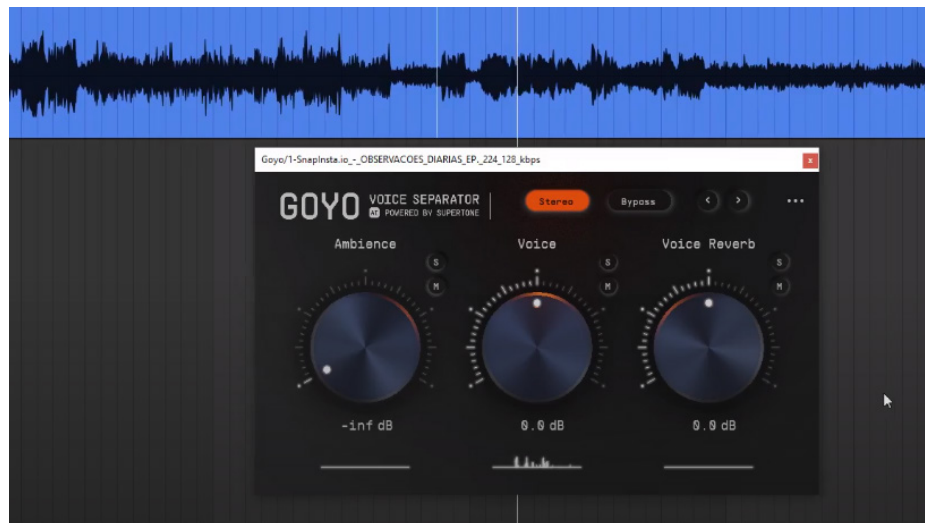 Goyo/1-SnapInsta.io_-_OBSERVACOES_DIARIAS_EP._224_128_kbps
x
GOYO VOICE SEPARATOR
AI POWERED BY SUPERTONE
Stereo
Bypass
< >
...
Ambience
Voice
Voice Reverb
S
S
S
M
M
M
-inf dB
0.0 dB
0.0 dB